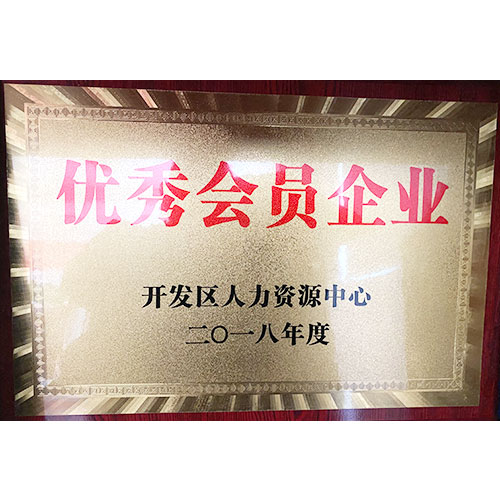 优秀会员企业
开发区人力资源中心
二〇一八年度